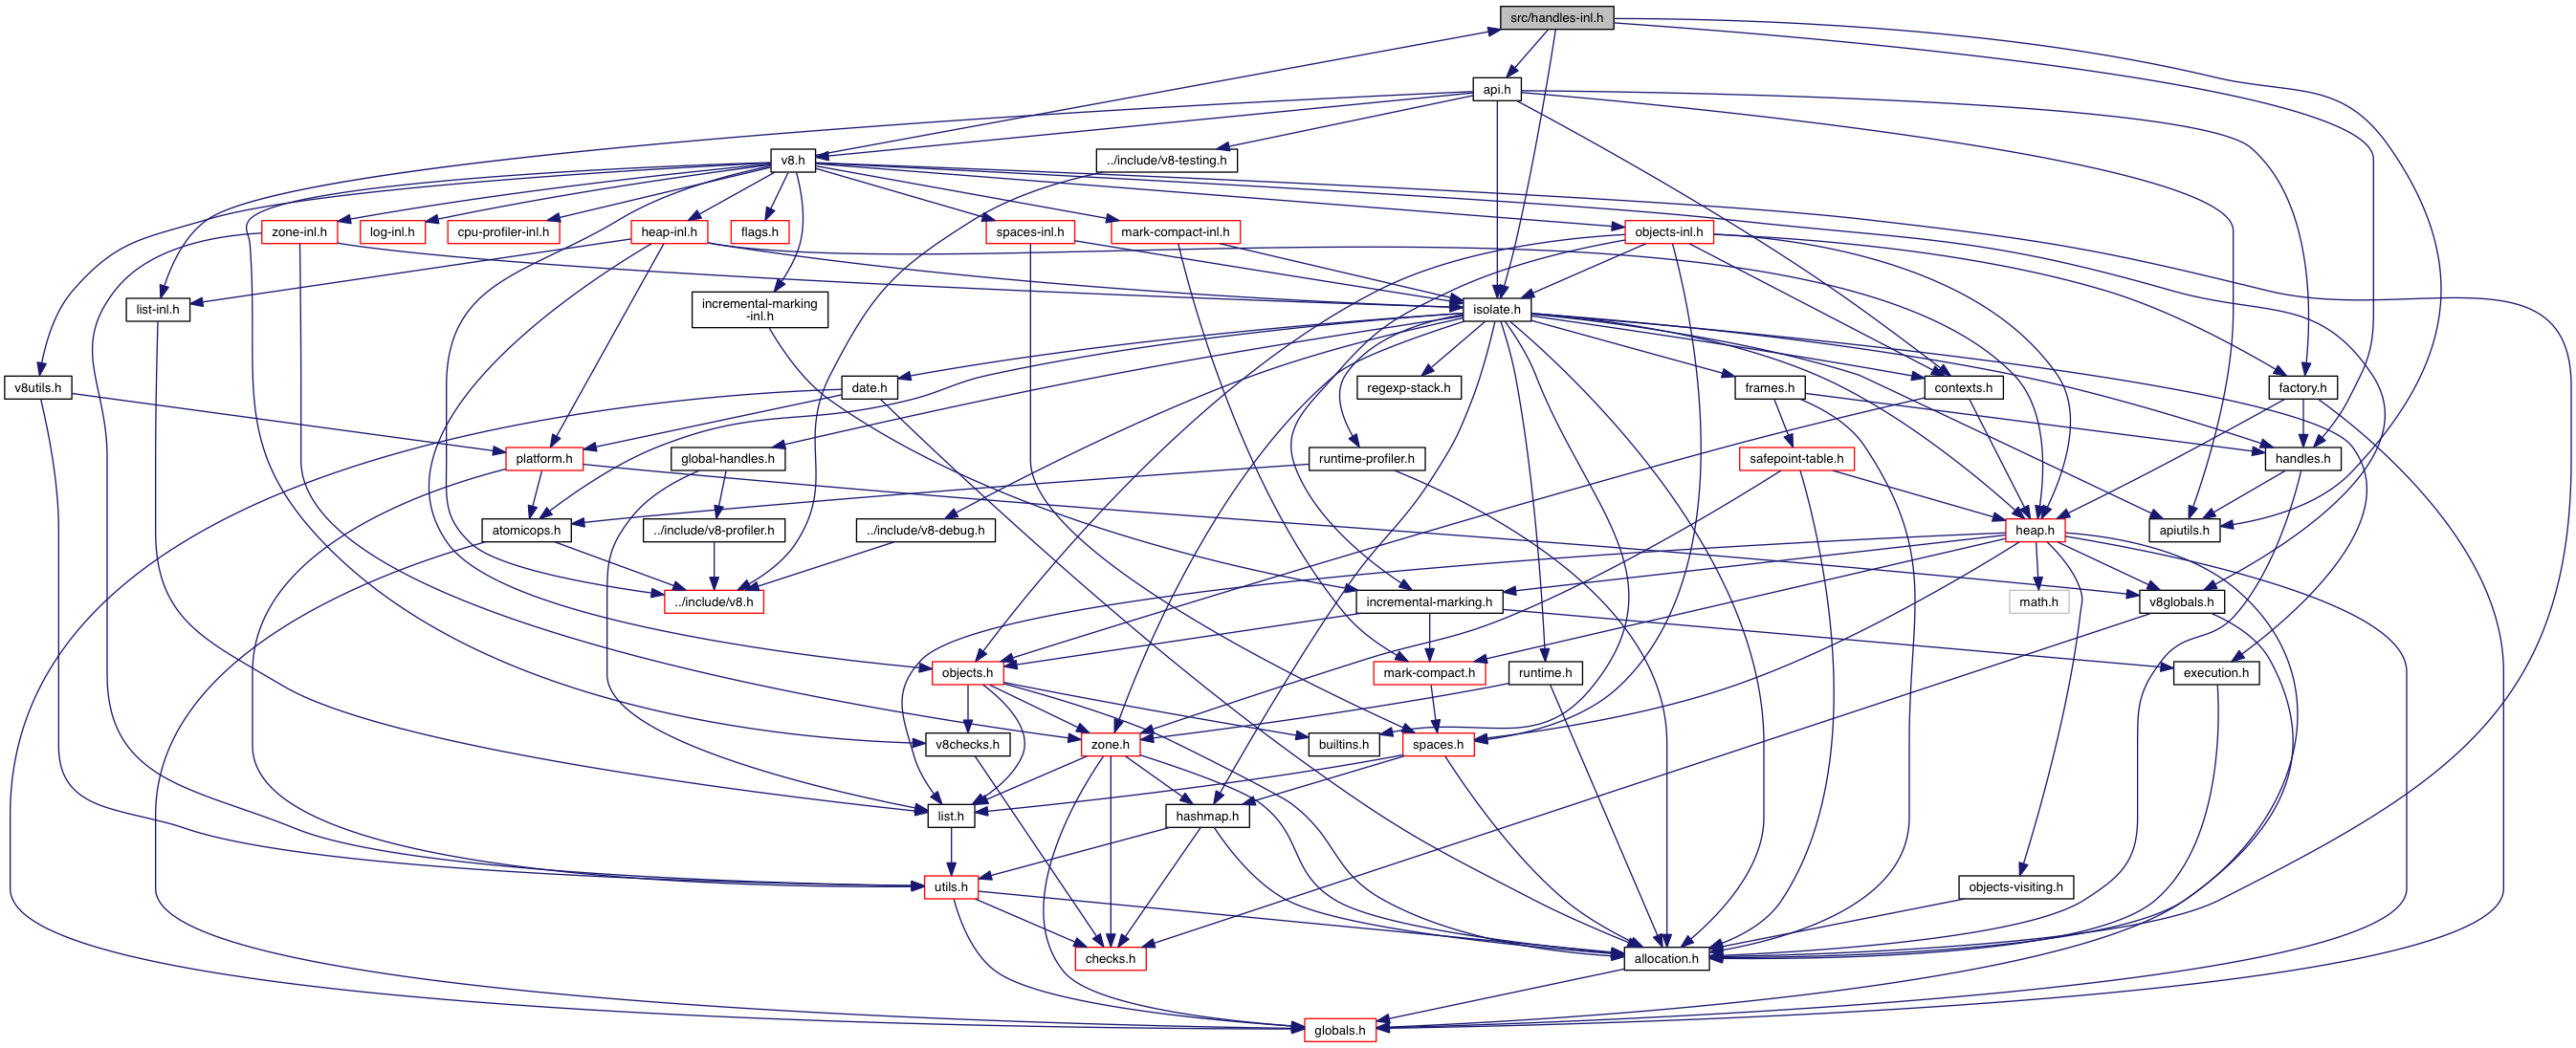 src/handles-inl.h
api.h
v8.h
../include/v8-testing.h
zone-inl.h
log-inl.h
cpu-profiler-inl.h
heap-inl.h
flags.h
spaces-inl.h
mark-compact-inl.h
objects-inl.h
list-inl.h
incremental-marking
-inl.h
isolate.h
v8utils.h
date.h
regexp-stack.h
frames.h
contexts.h
factory.h
platform.h
global-handles.h
runtime-profiler.h
safepoint-table.h
handles.h
atomicops.h
../include/v8-profiler.h
../include/v8-debug.h
heap.h
apiutils.h
../include/v8.h
incremental-marking.h
math.h
v8globals.h
objects.h
mark-compact.h
runtime.h
execution.h
v8checks.h
zone.h
builtins.h
spaces.h
list.h
hashmap.h
utils.h
objects-visiting.h
checks.h
allocation.h
globals.h